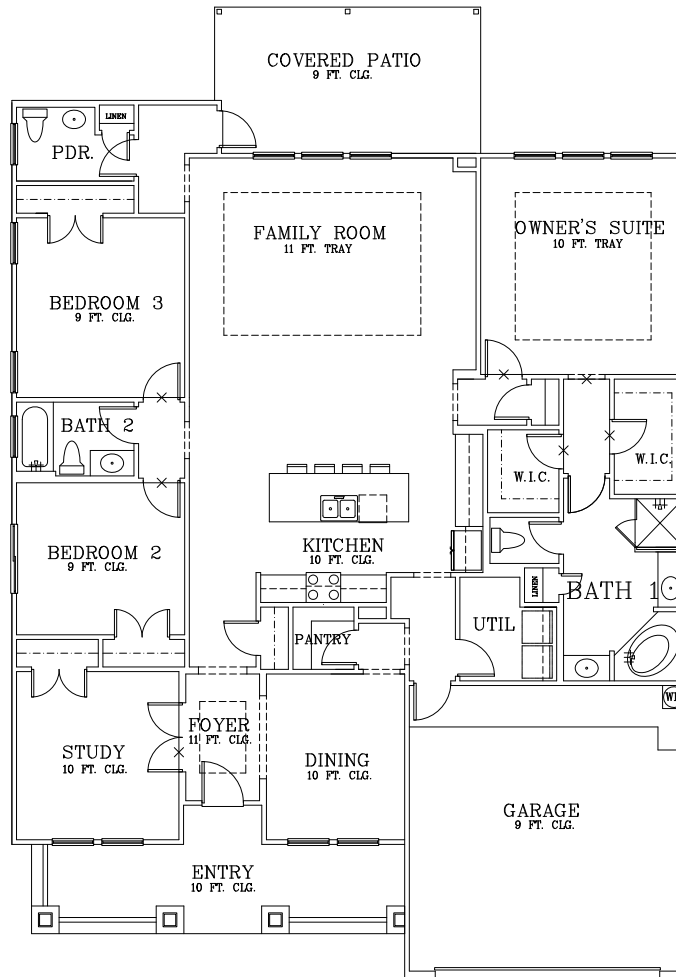 COVERED PATIO
9 FT. CLG.
LINEN
PDR.
FAMILY ROOM
11 FT. TRAY
OWNER'S SUITE
10 FT. TRAY
BEDROOM 3
9 FT. CLG.
BATH 2
W.I.C.
W.I.C.
KITCHEN
10 FT. CLG.
BEDROOM 2
9 FT. CLG.
LINEN
BATH 1
UTIL
PANTRY
FOYER
11 FT. CLG.
STUDY
10 FT. CLG.
DINING
10 FT. CLG.
GARAGE
9 FT. CLG.
ENTRY
10 FT. CLG.